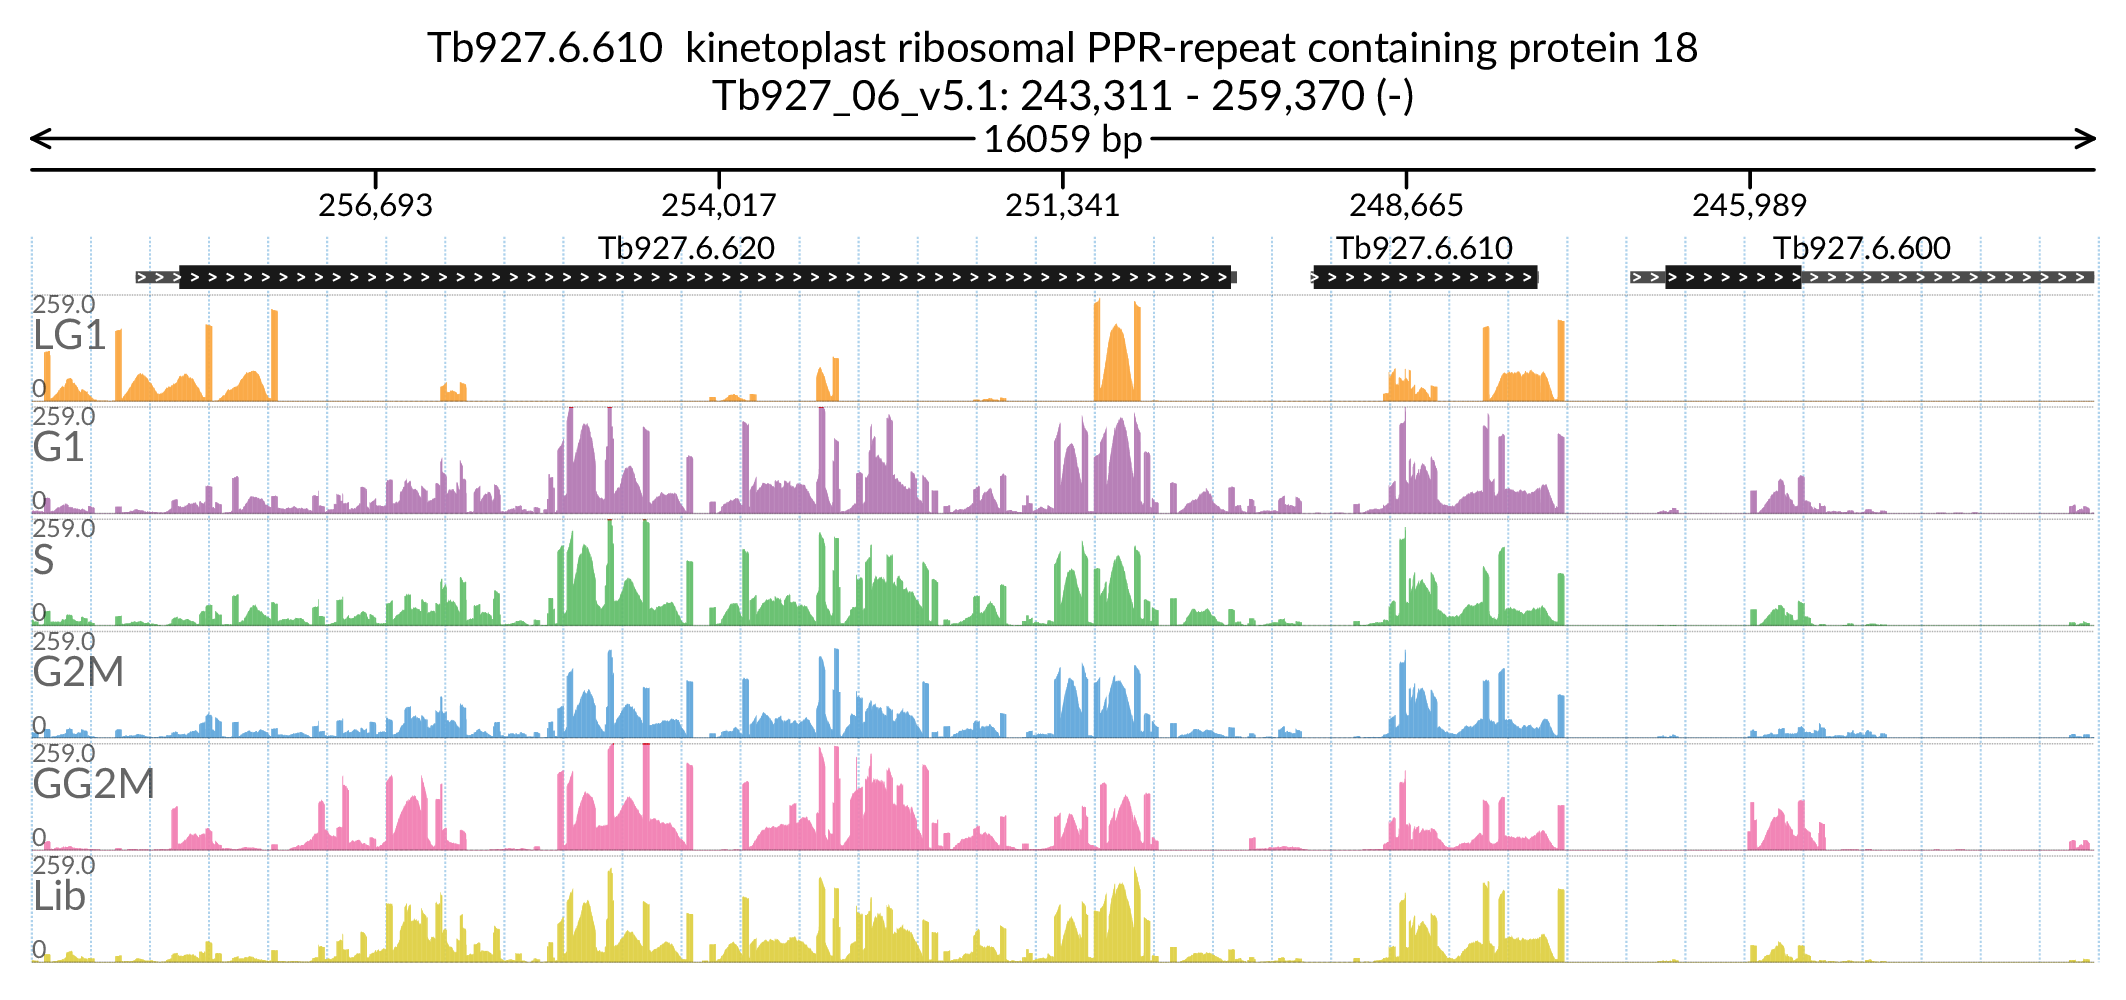 Tb927.6.610  kinetoplast ribosomal PPR-repeat containing protein 18
Tb927_06_v5.1: 243,311 - 259,370 (-)
16059 bp
256,693 254,017 251,341 248,665 245,989
Tb927.6.620 Tb927.6.610 Tb927.6.600
259.0
LG1
0
259.0
G1
0
259.0
S
0
259.0
G2M
0
259.0
GG2M
0
259.0
Lib
0